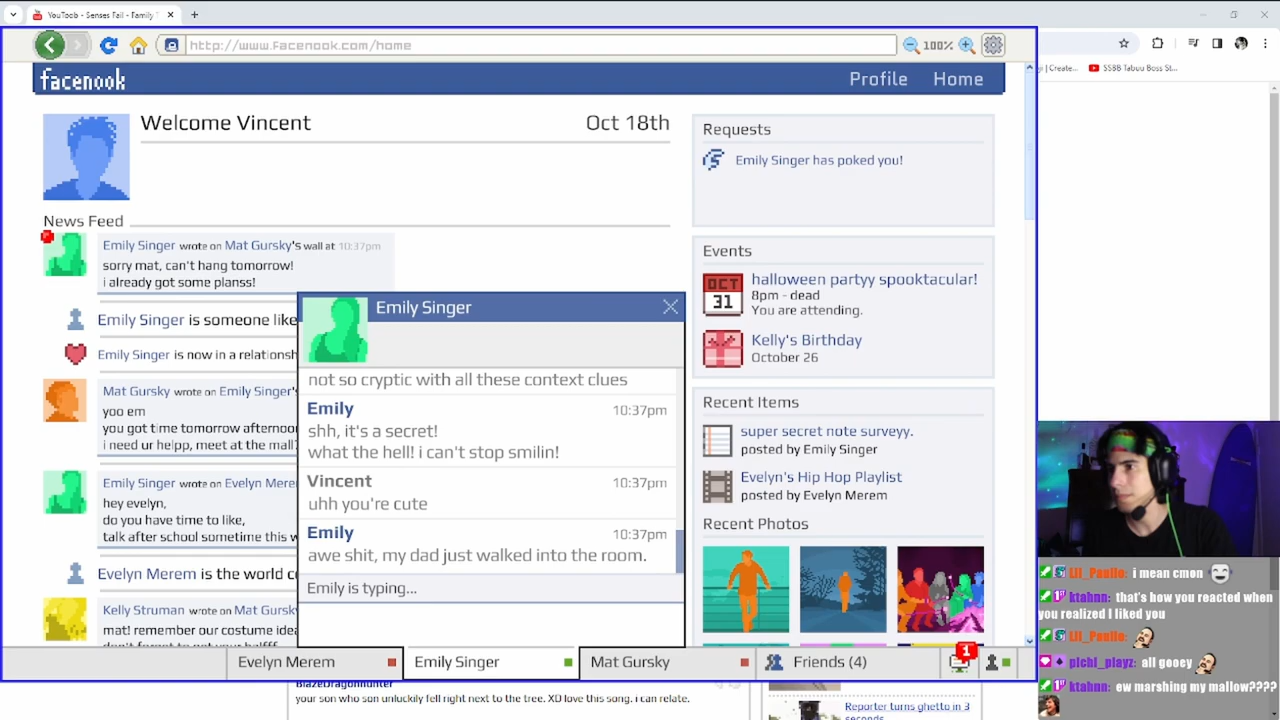 YouToob - Senses Fail - Family
http://www.facenook.com/home
100%
| Create...
SSBB Tabuu Boss St...
facenook
Profile
Home
Welcome Vincent
Oct 18th
News Feed
Emily Singer wrote on Mat Gursky's wall at 10:37pm
sorry mat, can't hang tomorrow!
i already got some planss!
Emily Singer is someone like
Emily Singer is now in a relationsh
Mat Gursky wrote on Emily Singer's
yoo em
you got time tomorrow afternoo
i need ur helpp, meet at the mall
Emily Singer wrote on Evelyn Mere
hey evelyn,
do you have time to like,
talk after school sometime this w
Evelyn Merem is the world c
Kelly Struman wrote on Mat Gursky
mat! remember our costume idea
Emily Singer
not so cryptic with all these context clues
Emily 10:37pm
shh, it's a secret!
what the hell! i can't stop smilin!
Vincent 10:37pm
uhh you're cute
Emily 10:37pm
awe shit, my dad just walked into the room.
Emily is typing...
Requests
Emily Singer has poked you!
Events
OCT
31
halloween partyy spooktacular!
8pm - dead
You are attending.
Kelly's Birthday
October 26
Recent Items
super secret note surveyy.
posted by Emily Singer
Evelyn's Hip Hop Playlist
posted by Evelyn Merem
Recent Photos
Evelyn Merem
Emily Singer
Mat Gursky
Friends (4)
1
BlazeDragonhunter
your son who son unluckily fell right next to the tree. XD love this song. i can relate.
Reporter turns ghetto in 3
seconds
Lil_Paulio: i mean cmon
ktahnn: that's how you reacted when
you realized I liked you
Lil_Paulio:
plchl_playz: all gooey
ktahnn: ew marshing my mallow????